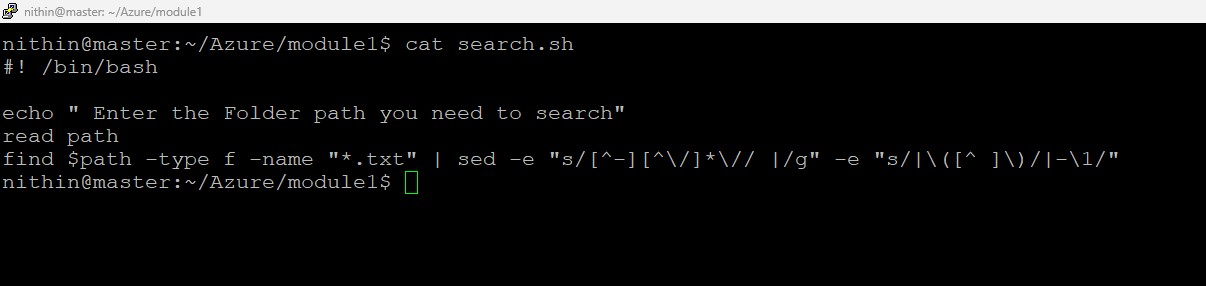 nithin@master: ~/Azure/module1
nithin@master:~/Azure/module1$ cat search.sh
#! /bin/bash
echo " Enter the Folder path you need to search"
read path
find $path -type f -name "*.txt" | sed -e "s/[^-][^\/]*\// |/g" -e "s/|\([^ ]\)/|-\1/"
nithin@master:~/Azure/module1$